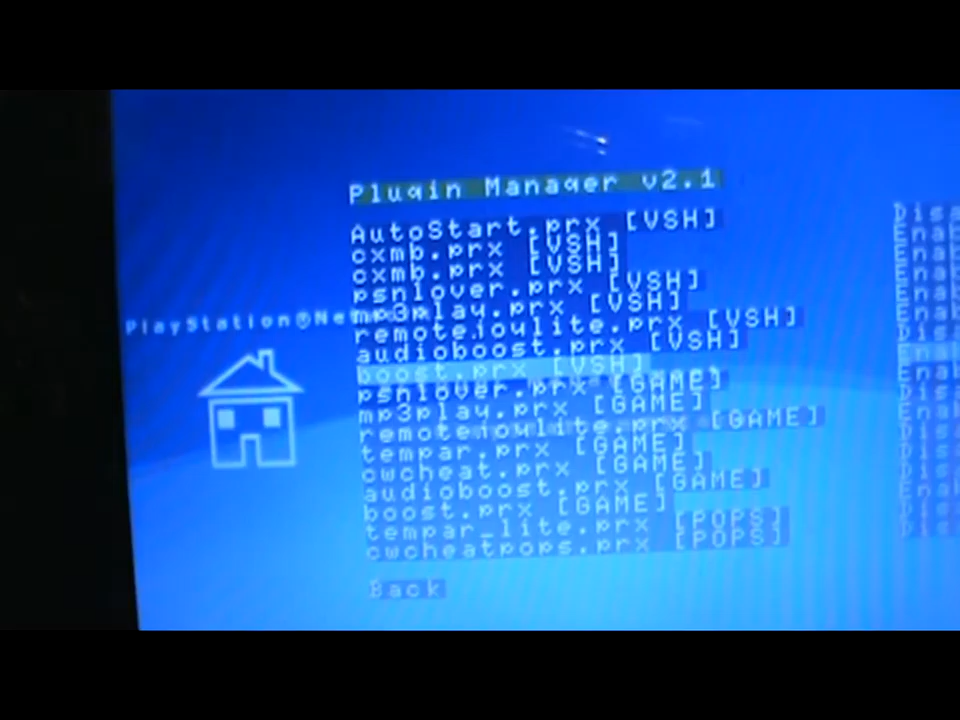 Plugin Manager v2.1
AutoStart.prx [VSH]
cxmb.prx [VSH]
cxmb.prx [VSH]
psnlover.prx [VSH]
mp3play.prx [VSH]
PlayStation®Ne
remotejoylite.prx [VSH]
audioboost.prx [VSH]
boost.prx [VSH]
psnlover.prx [GAME]
mp3play.prx [GAME]
remotejoylite.prx [GAME]
tempar.prx [GAME]
cwcheat.prx [GAME]
audioboost.prx [GAME]
boost.prx [GAME]
tempar_lite.prx [POPS]
cwcheatpops.prx [POPS]
Back